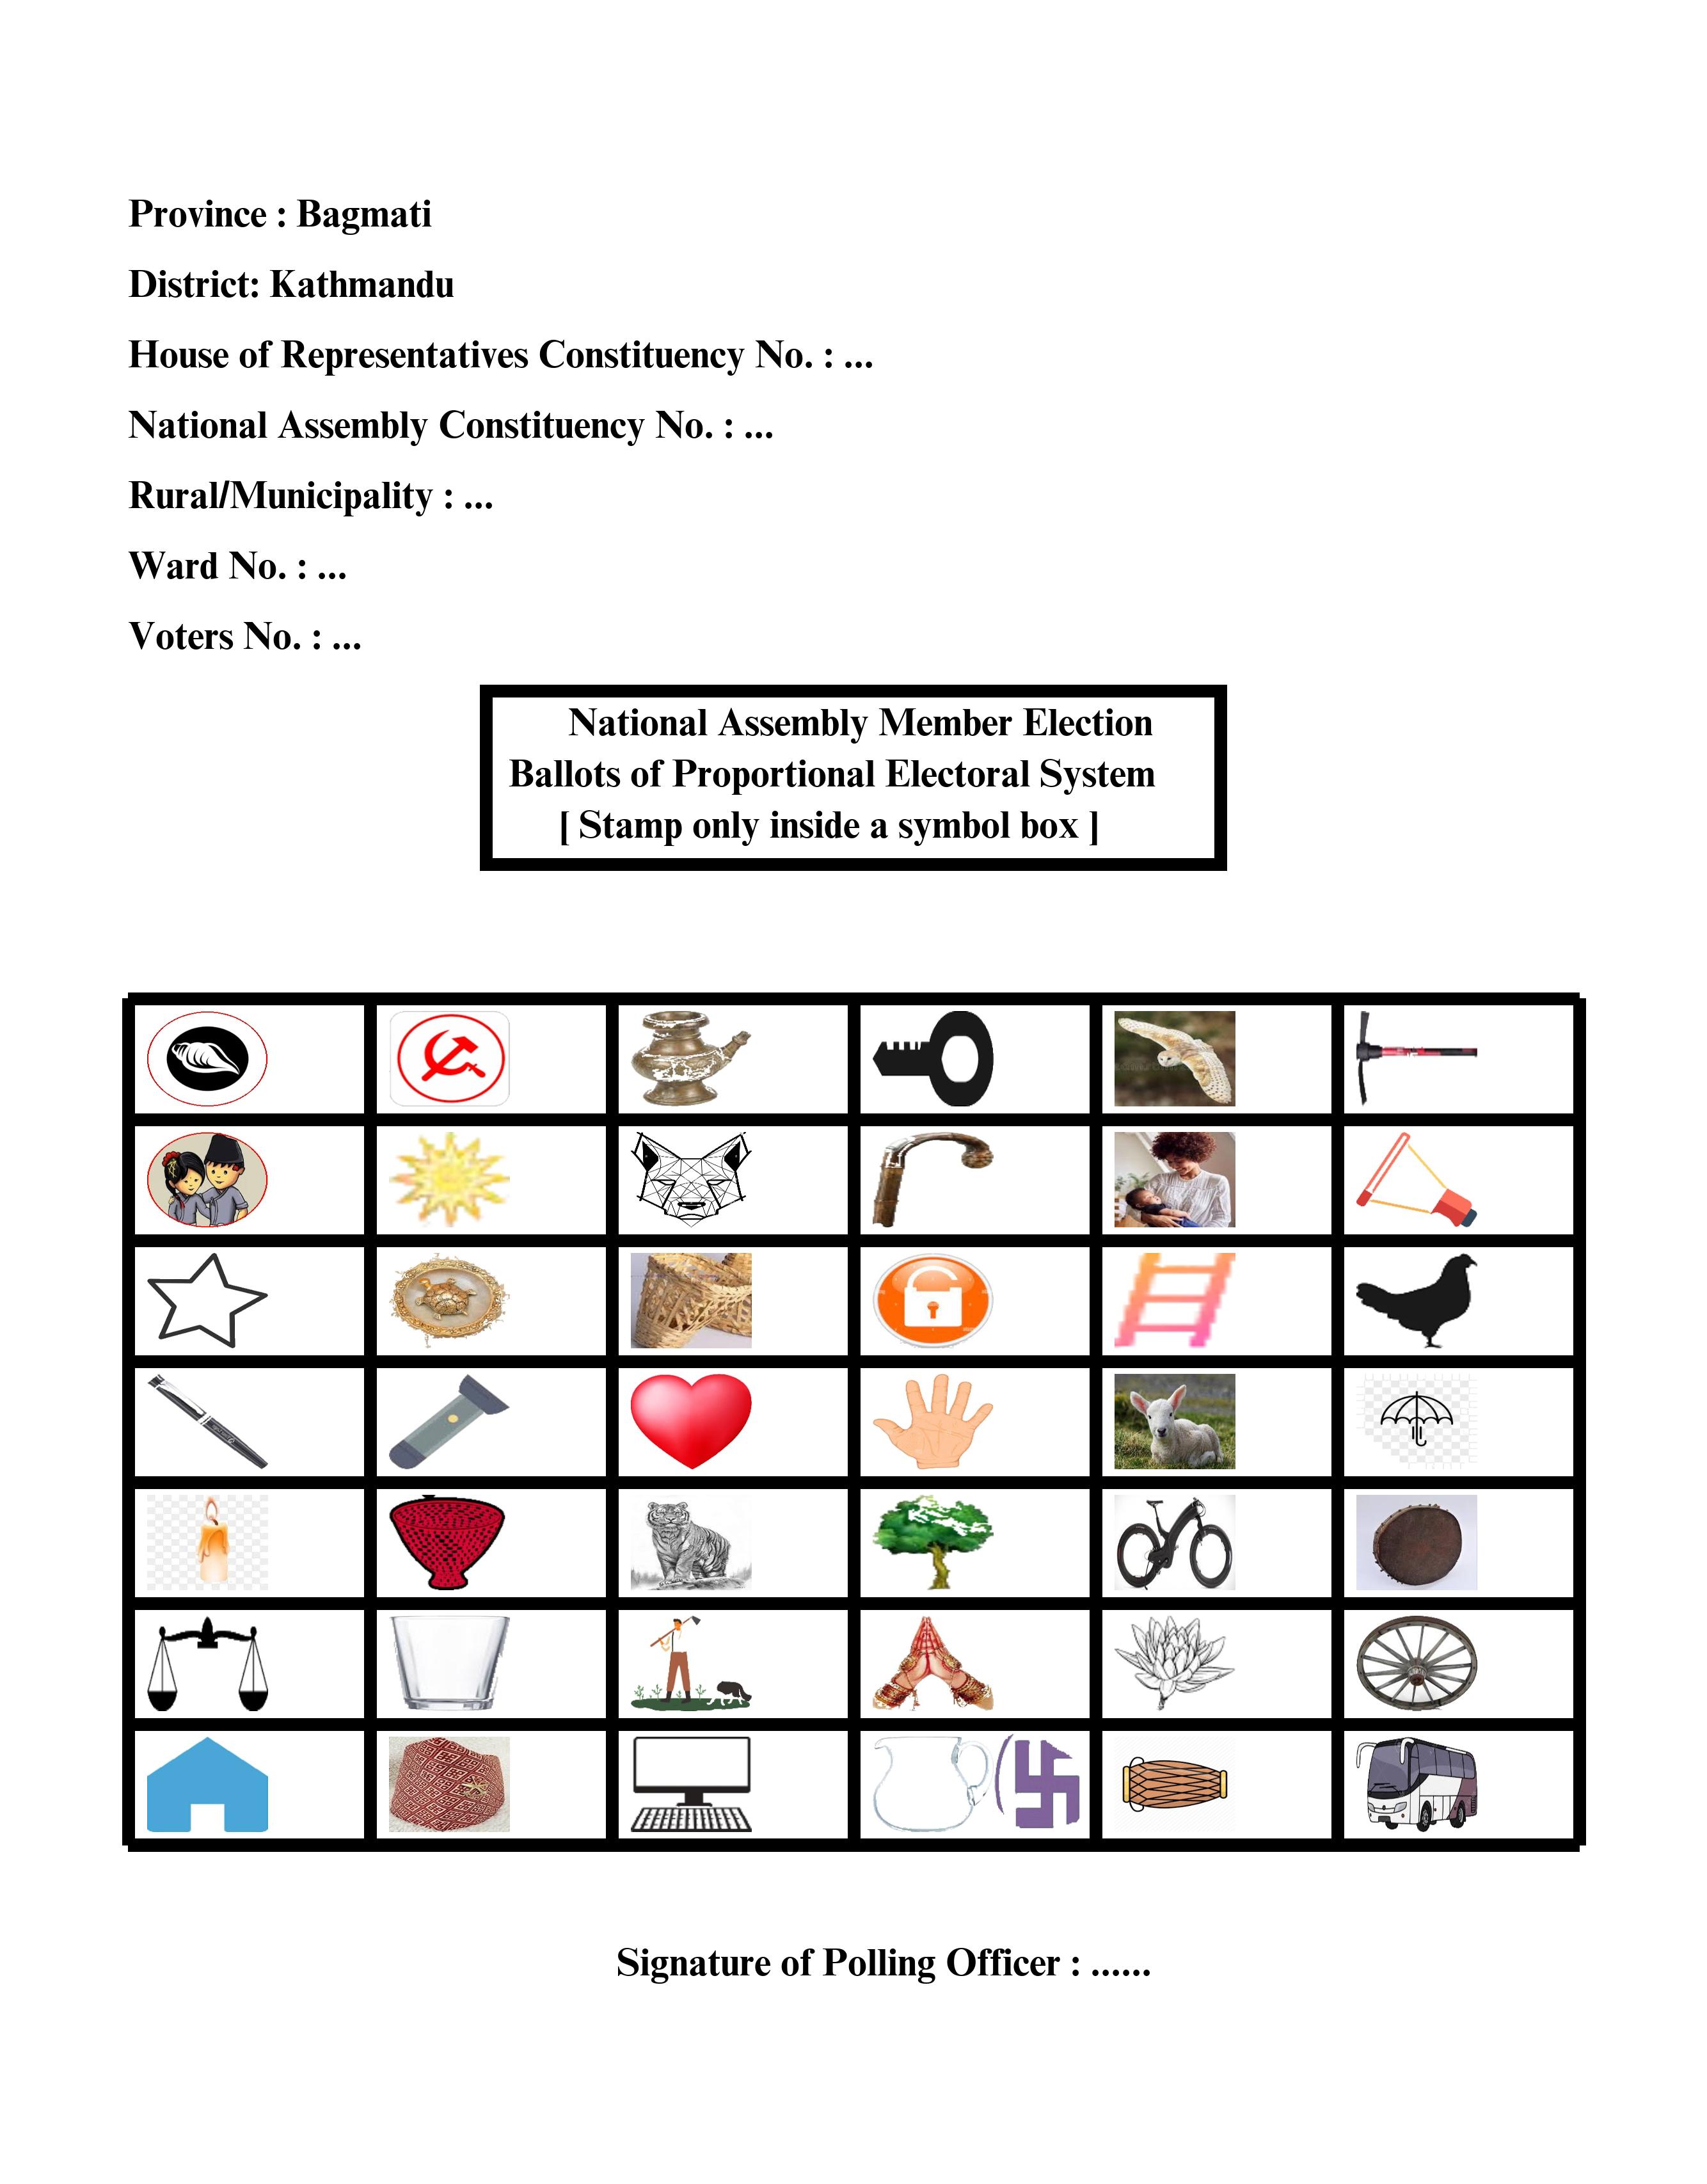 Province : Bagmati
District: Kathmandu
House of Representatives Constituency No. : ...
National Assembly Constituency No. : ...
Rural/Municipality : ...
Ward No. : ...
Voters No. : ...
National Assembly Member Election
Ballots of Proportional Electoral System
[ Stamp only inside a symbol box ]
Signature of Polling Officer : ......